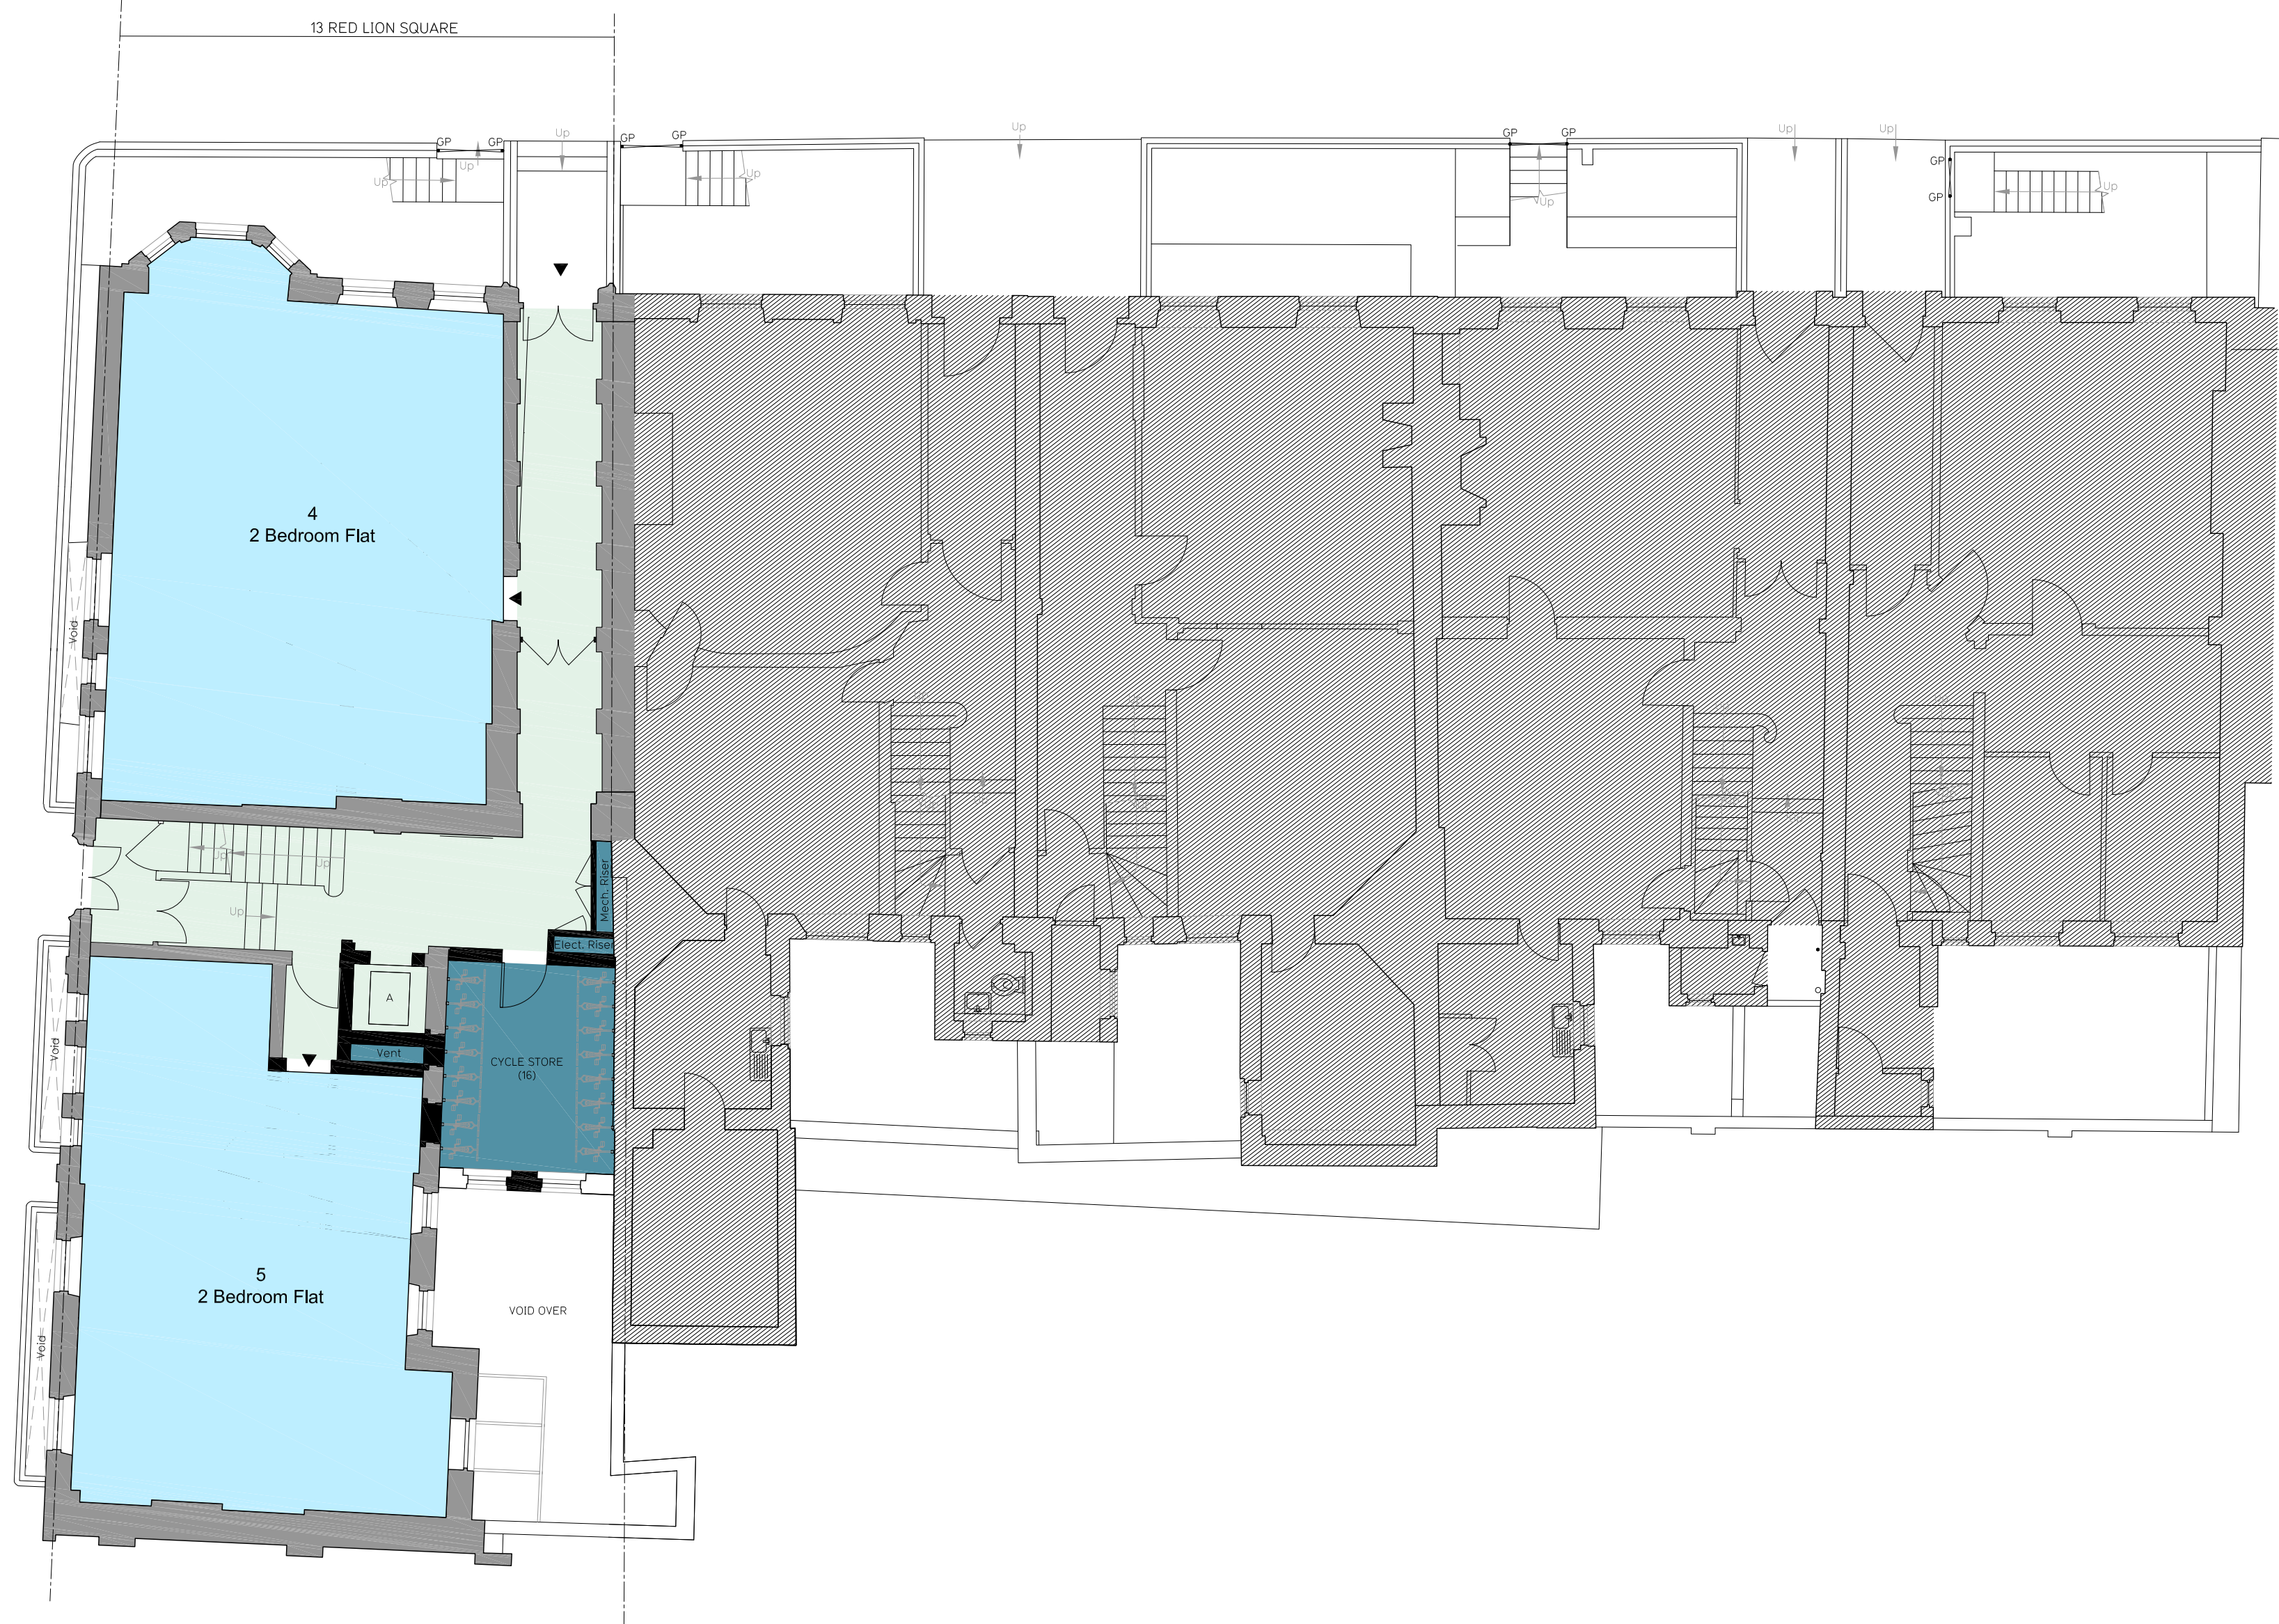 13 RED LION SQUARE
GP
GP
Up
GP
GP
Up
GP
GP
Up
Up
Up
Up
Up
GP
GP
Up
Up
Up
4
2 Bedroom Flat
Void
Up
Up
Up
Mech. Riser
Elect. Riser
A
Vent
CYCLE STORE
(16)
Void
5
2 Bedroom Flat
VOID OVER
Void